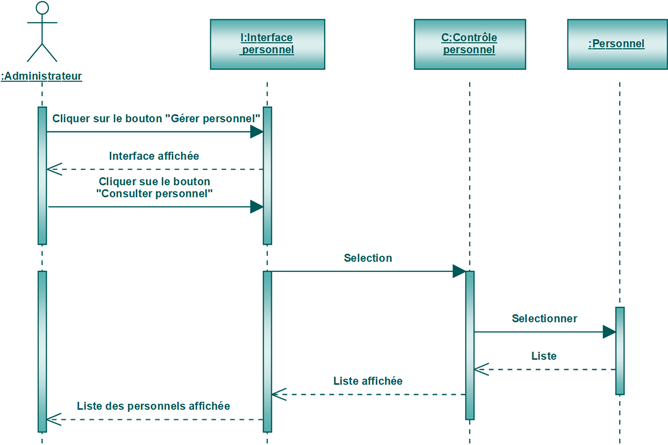 :Administrateur
I:Interface
personnel
C:Contrôle
personnel
:Personnel
Cliquer sur le bouton "Gérer personnel"
Interface affichée
Cliquer sue le bouton
"Consulter personnel"
Selection
Selectionner
Liste
Liste affichée
Liste des personnels affichée